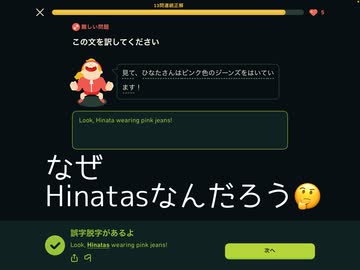 13問連続正解
5
難しい問題
この文を訳してください
見て、ひなたさんはピンク色のジーンズをはいてい
ます！
Look, Hinata wearing pink jeans!
なぜ
Hinatasなんだろう🤔
誤字脱字があるよ
Look, Hinatas wearing pink jeans!
次へ